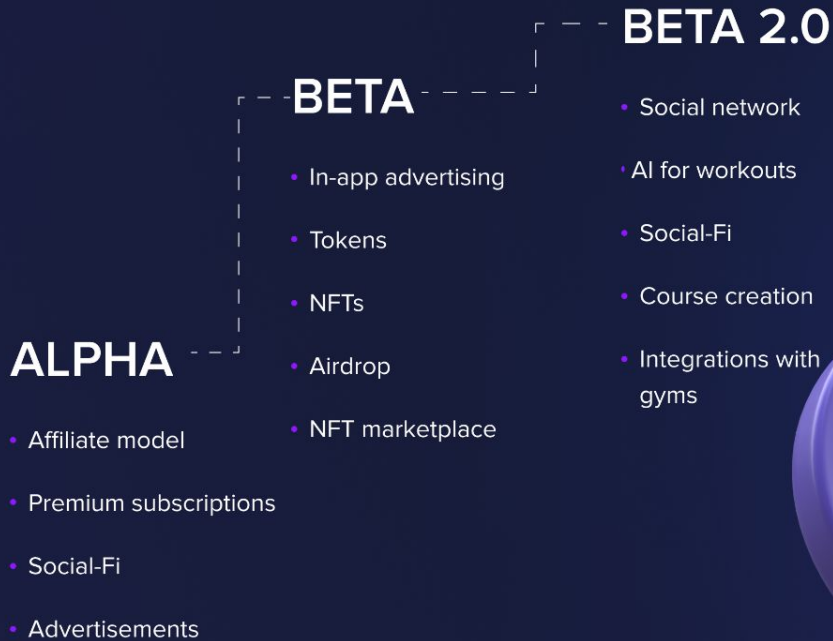 ALPHA
Affiliate model
Premium subscriptions
Social-Fi
Advertisements
BETA
In-app advertising
Tokens
NFTs
Airdrop
NFT marketplace
BETA 2.0
Social network
AI for workouts
Social-Fi
Course creation
Integrations with
gyms